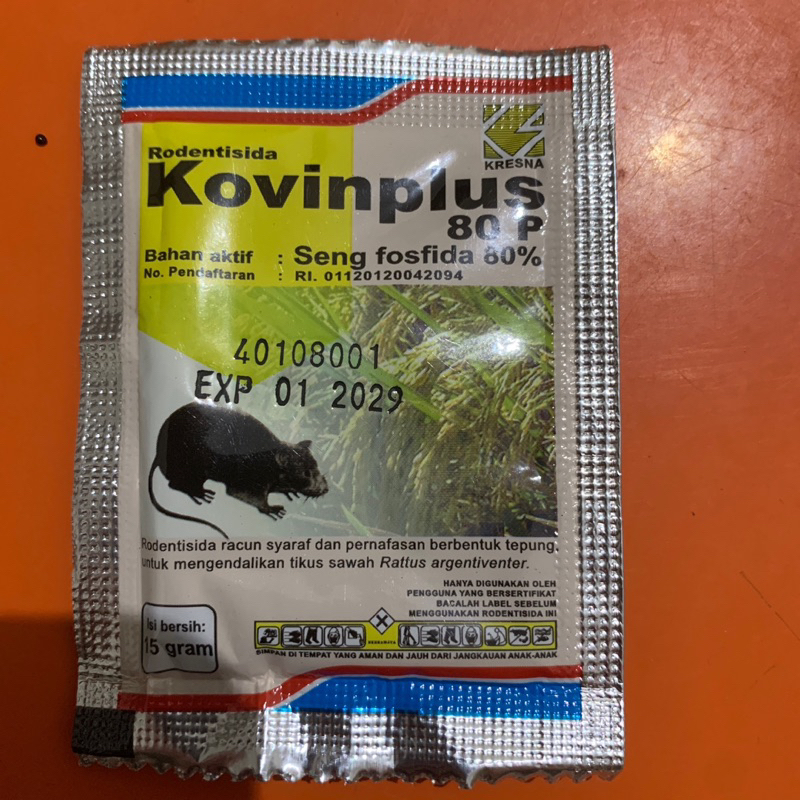 KRESNA
Rodentisida
Kovinplus
80 P
Bahan aktif : Seng fosfida 80%
No. Pendaftaran : RI. 01120120042094
40108001
EXP 01 2029
Rodentisida racun syaraf dan pernafasan berbentuk tepung,
untuk mengendalikan tikus sawah Rattus argentiventer.
HANYA DIGUNAKAN OLEH
PENGGUNA YANG BERSERTIFIKAT
BACALAH LABEL SEBELUM
MENGGUNAKAN RODENTISIDA INI
Isi bersih:
15 gram
SIMPAN DI TEMPAT YANG AMAN DAN JAUH DARI JANGKAUAN ANAK-ANAK